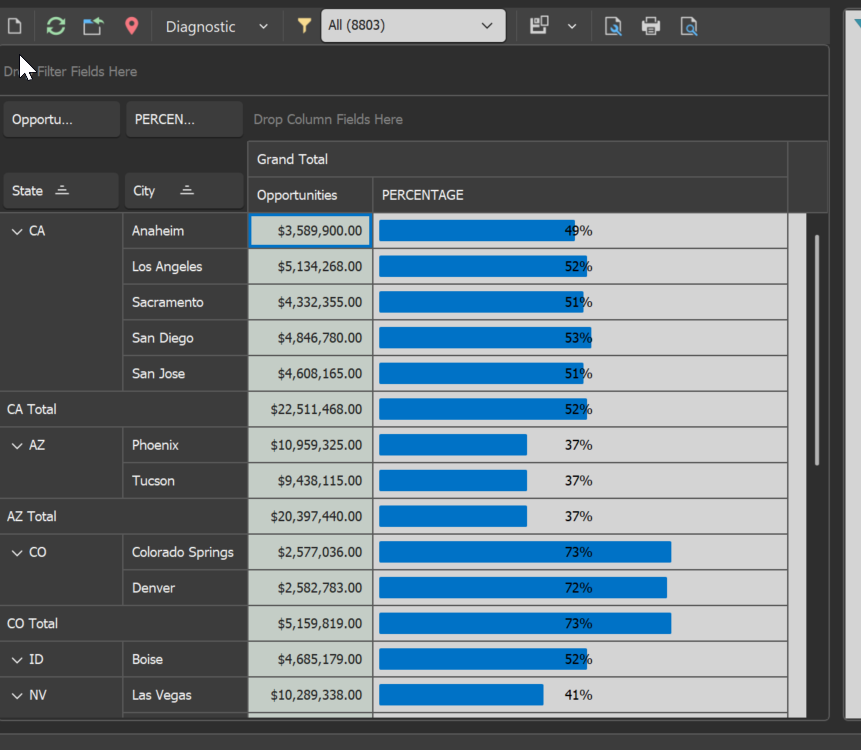 Diagnostic All (8803)
Filter Fields Here
Opportu... PERCEN... Drop Column Fields Here
Grand Total
State City Opportunities PERCENTAGE
CA Anaheim $3,589,900.00 49%
Los Angeles $5,134,268.00 52%
Sacramento $4,332,355.00 51%
San Diego $4,846,780.00 53%
San Jose $4,608,165.00 51%
CA Total $22,511,468.00 52%
AZ Phoenix $10,959,325.00 37%
Tucson $9,438,115.00 37%
AZ Total $20,397,440.00 37%
CO Colorado Springs $2,577,036.00 73%
Denver $2,582,783.00 72%
CO Total $5,159,819.00 73%
ID Boise $4,685,179.00 52%
NV Las Vegas $10,289,338.00 41%